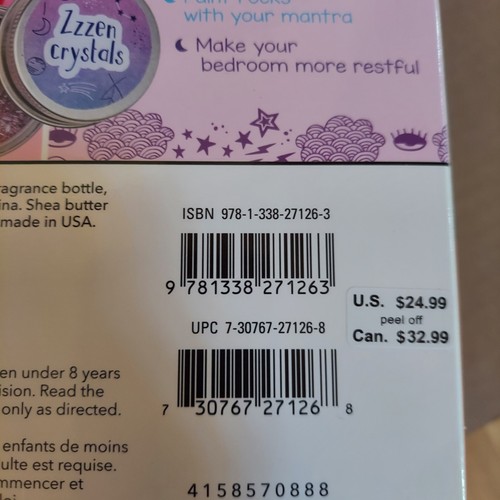 Zzzen
crystals
Paint rocks
with your mantra
Make your
bedroom more restful
ragrance bottle,
ina. Shea butter
made in USA.
ISBN 978-1-338-27126-3
9 781338 271263
U.S. $24.99
peel off
Can. $32.99
UPC 7-30767-27126-8
7 30767 27126 8
en under 8 years
ision. Read the
only as directed.
enfants de moins
ulte est requise.
mmencer et
4158570888